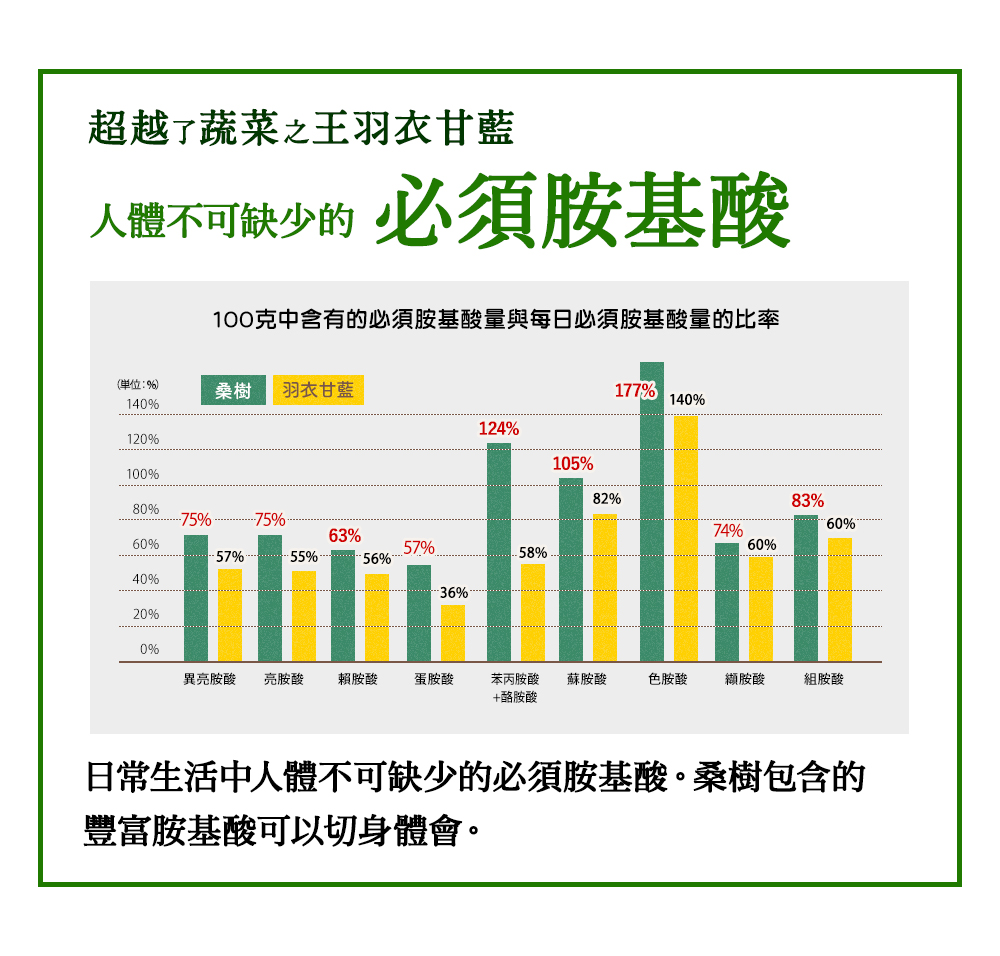 超越了蔬菜之王羽衣甘藍
人體不可缺少的 必須胺基酸
100克中含有的必須胺基酸量與每日必須胺基酸量的比率
(單位:%)
桑樹 羽衣甘藍
140%
120%
100%
80%
60%
40%
20%
0%
75% 57%
75% 55%
63% 56%
57% 36%
124% 58%
105% 82%
177% 140%
74% 60%
83% 60%
異亮胺酸 亮胺酸 賴胺酸 蛋胺酸 苯丙胺酸 蘇胺酸 色胺酸 纈胺酸 組胺酸
+酪胺酸
日常生活中人體不可缺少的必須胺基酸。桑樹包含的
豐富胺基酸可以切身體會。